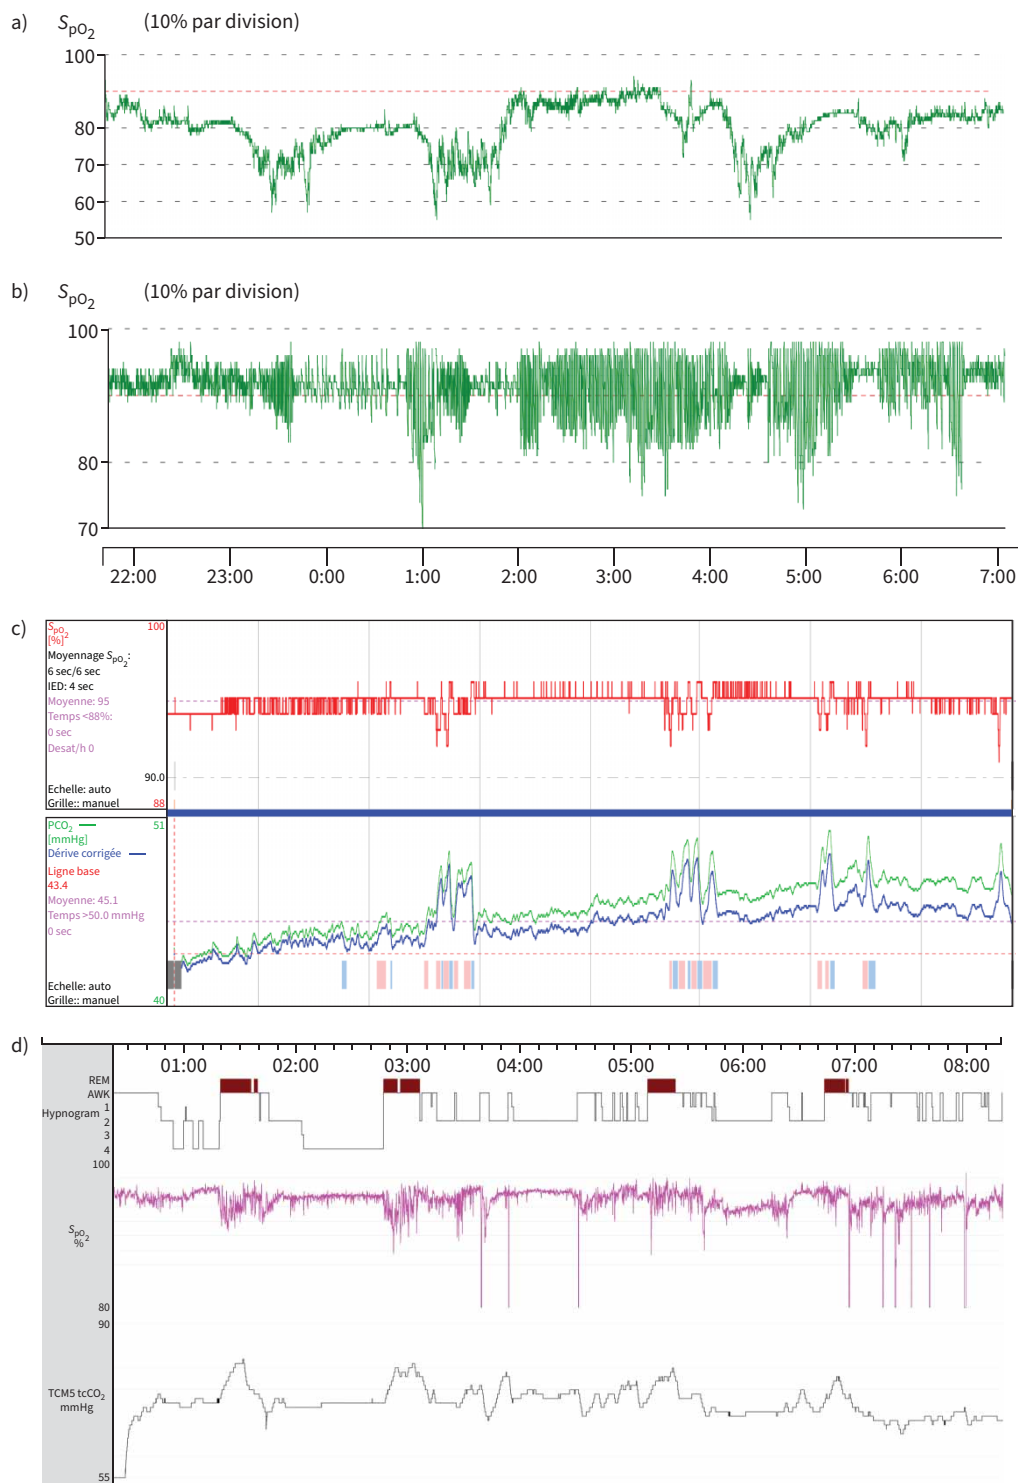 a) SpO2 (10% par division)
100
80
70
60
50
b) SpO2 (10% par division)
100
80
70
22:00 23:00 0:00 1:00 2:00 3:00 4:00 5:00 6:00 7:00
c)
SpO2 100
[%]
Moyennage SpO2:
6 sec/6 sec
IED: 4 sec
Moyenne: 95
Temps <88%:
0 sec
Desat/h 0
90.0
Echelle: auto
Grille:: manuel 88
PCO2 51
[mmHg]
Dérive corrigée
Ligne base
43.4
Moyenne: 45.1
Temps >50.0 mmHg
0 sec
Echelle: auto
Grille:: manuel 40
d)
01:00 02:00 03:00 04:00 05:00 06:00 07:00 08:00
REM
AWK
Hypnogram 1
2
3
4
100
SpO2
%
80
90
TCM5 tcCO2
mmHg
55